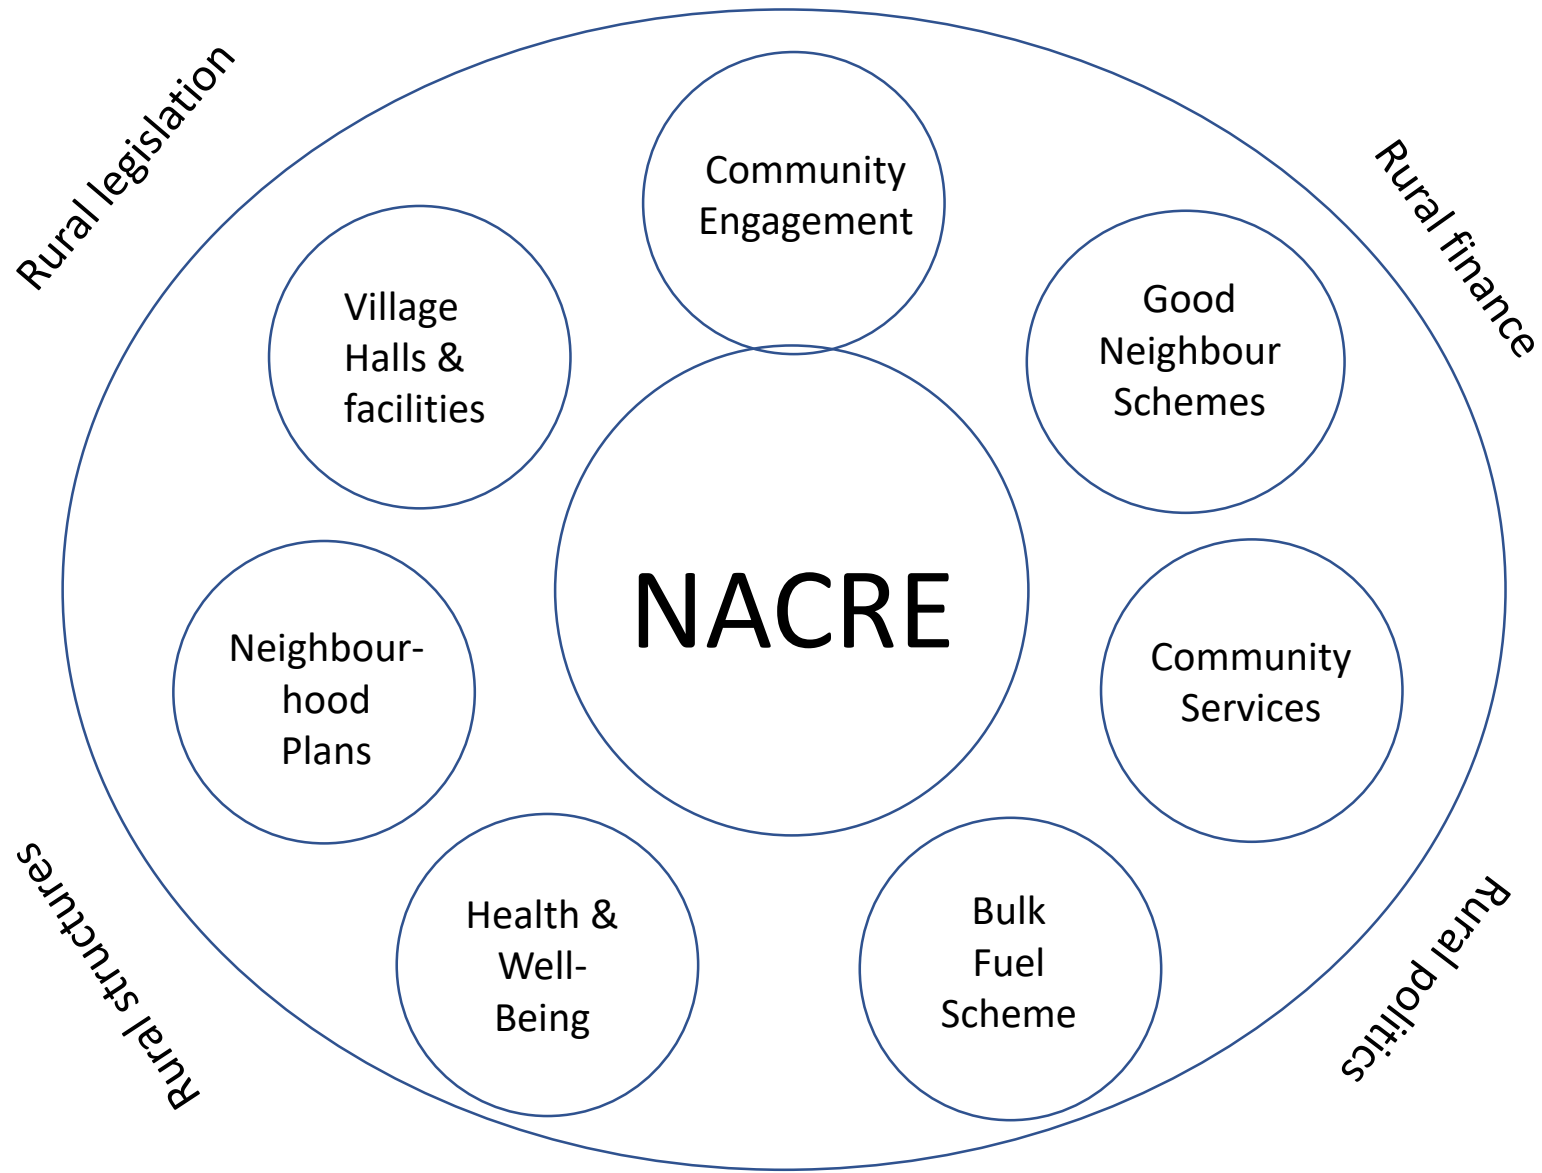 Rural legislation
Community
Engagement
Rural finance
Village
Halls &
facilities
Good
Neighbour
Schemes
NACRE
Neighbour-
hood
Plans
Community
Services
Health &
Well-
Being
Bulk
Fuel
Scheme
Rural structures
Rural politics